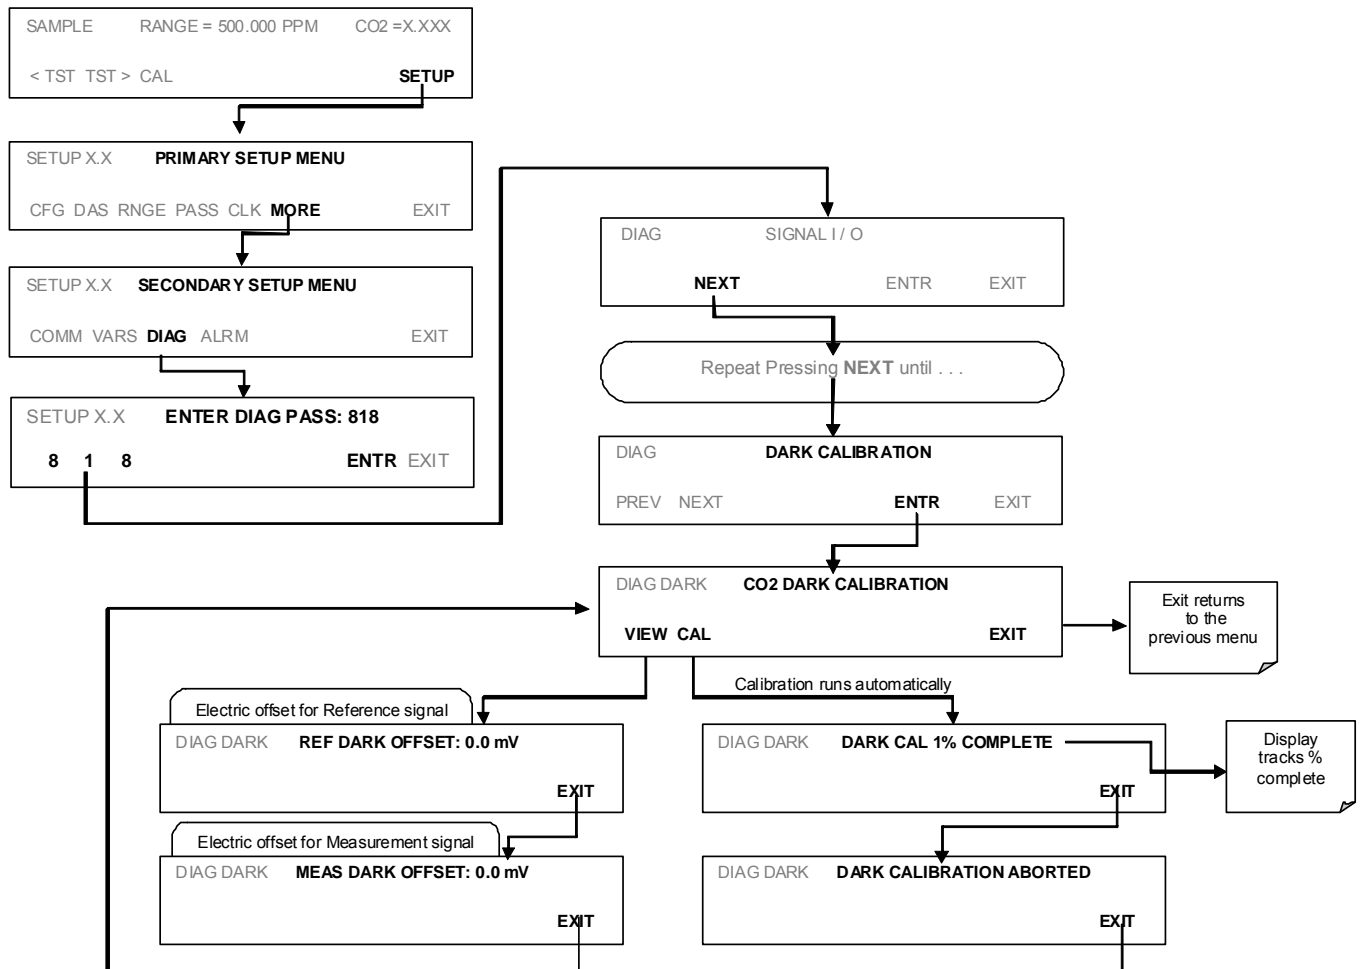 SAMPLE RANGE = 500.000 PPM CO2 =X.XXX
< TST TST > CAL SETUP
SETUP X.X PRIMARY SETUP MENU
CFG DAS RNGE PASS CLK MORE EXIT
SETUP X.X SECONDARY SETUP MENU
COMM VARS DIAG ALRM EXIT
SETUP X.X ENTER DIAG PASS: 818
8 1 8 ENTR EXIT
DIAG SIGNAL I / O
NEXT ENTR EXIT
Repeat Pressing NEXT until . . .
DIAG DARK CALIBRATION
PREV NEXT ENTR EXIT
DIAG DARK CO2 DARK CALIBRATION
VIEW CAL EXIT
Exit returns
to the
previous menu
Calibration runs automatically
Electric offset for Reference signal
DIAG DARK REF DARK OFFSET: 0.0 mV
EXIT
DIAG DARK DARK CAL 1% COMPLETE
EXIT
Display
tracks %
complete
Electric offset for Measurement signal
DIAG DARK MEAS DARK OFFSET: 0.0 mV
EXIT
DIAG DARK DARK CALIBRATION ABORTED
EXIT